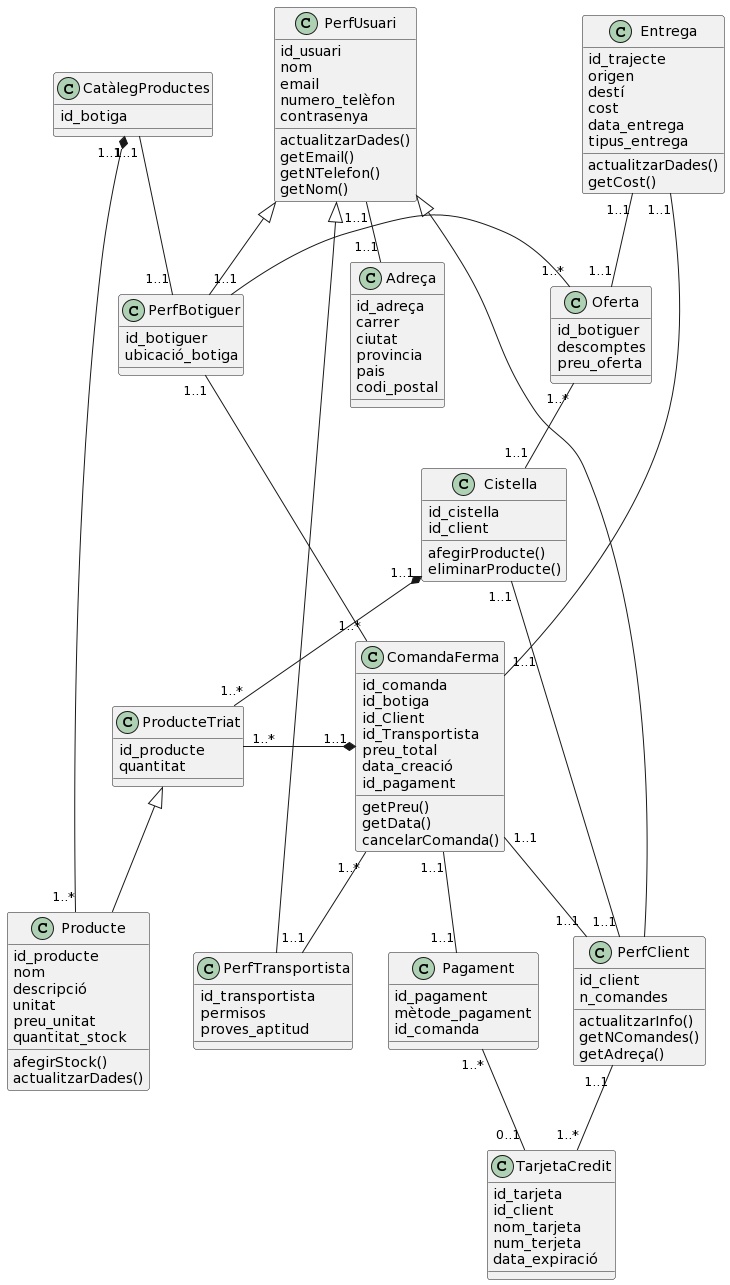 C PerfUsuari
id_usuari
nom
email
numero_telèfon
contrasenya
actualitzarDades()
getEmail()
getNTelefon()
getNom()
C Entrega
id_trajecte
origen
destí
cost
data_entrega
tipus_entrega
actualitzarDades()
getCost()
C CatàlegProductes
id_botiga
1..1
1..1
1..1
1..1
1..1
1..1
1..1
1..1
1..*
1..1
C PerfBotiguer
id_botiguer
ubicació_botiga
C Adreça
id_adreça
carrer
ciutat
provincia
pais
codi_postal
C Oferta
id_botiguer
descomptes
preu_oferta
1..1
1..*
1..1
C Cistella
id_cistella
id_client
afegirProducte()
eliminarProducte()
1..1
1..1
1..*
1..1
1..*
C ComandaFerma
id_comanda
id_botiga
id_Client
id_Transportista
preu_total
data_creació
id_pagament
getPreu()
getData()
cancelarComanda()
C ProducteTriat
id_producte
quantitat
1..*
1..1
1..1
1..*
1..1
1..*
1..1
1..1
1..1
1..1
C Producte
id_producte
nom
descripció
unitat
preu_unitat
quantitat_stock
afegirStock()
actualitzarDades()
C PerfTransportista
id_transportista
permisos
proves_aptitud
C Pagament
id_pagament
mètode_pagament
id_comanda
C PerfClient
id_client
n_comandes
actualitzarInfo()
getNComandes()
getAdreça()
1..*
1..1
0..1
1..*
C TarjetaCredit
id_tarjeta
id_client
nom_tarjeta
num_terjeta
data_expiració